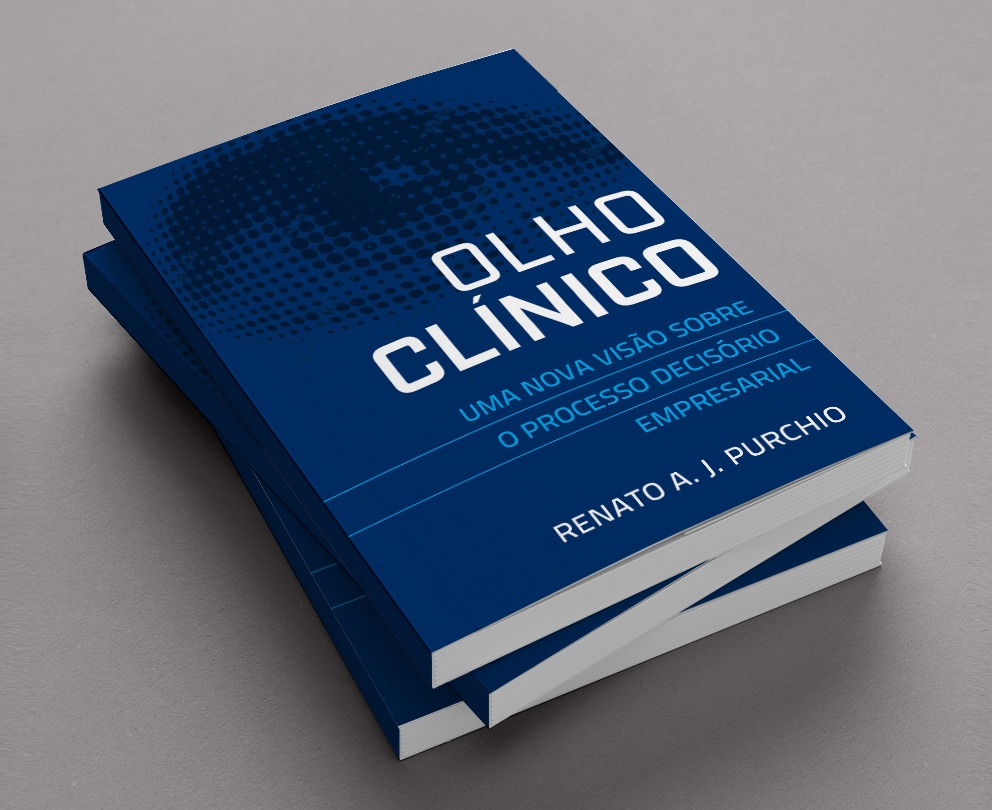 OLHO
CLÍNICO
UMA NOVA VISÃO SOBRE
O PROCESSO DECISÓRIO
EMPRESARIAL
RENATO A. J. PURCHIO